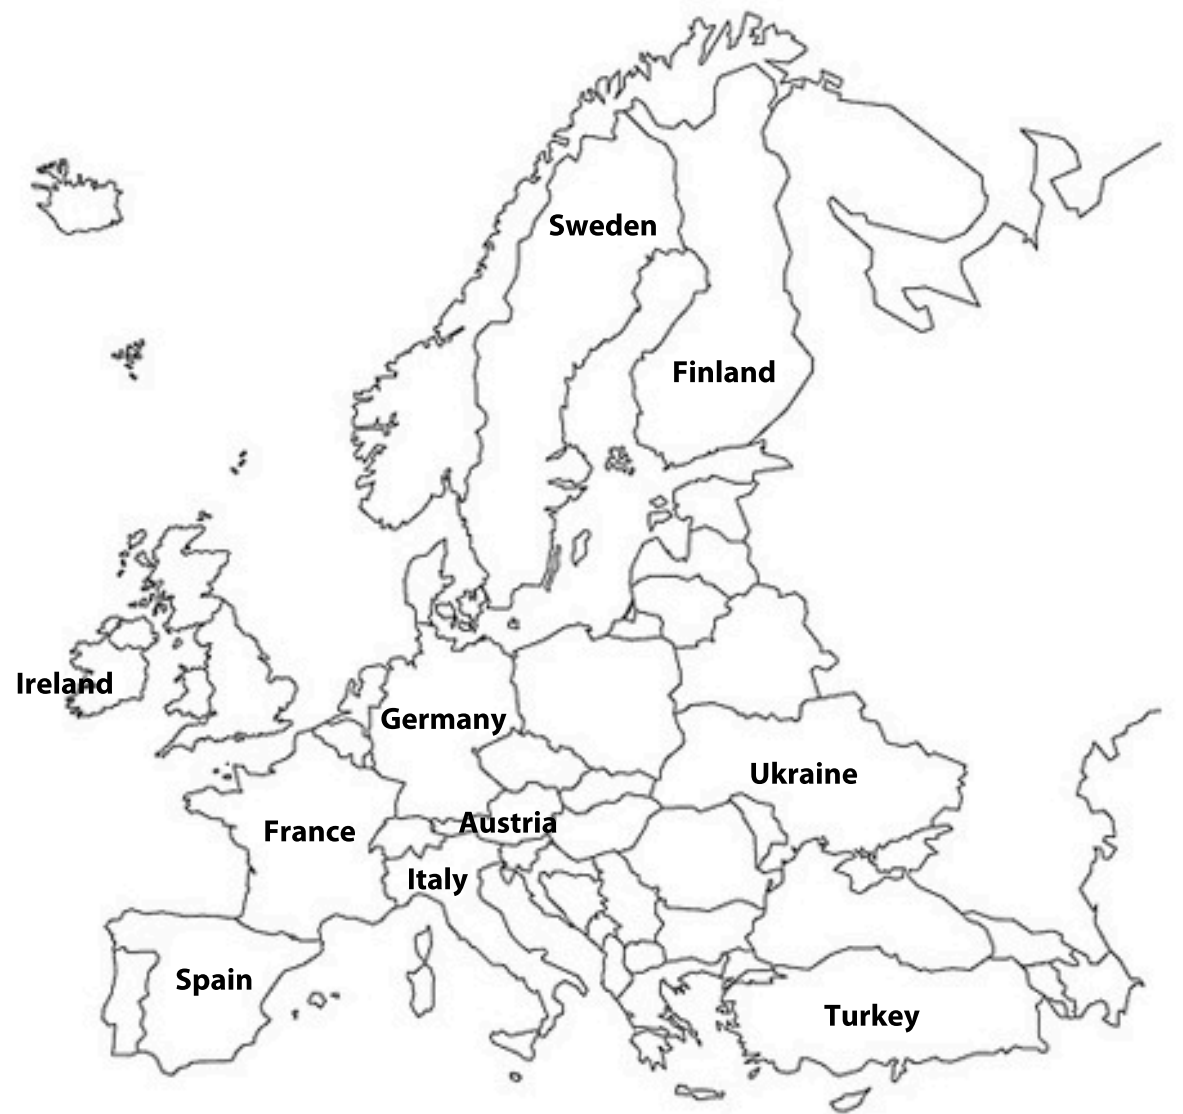 Sweden
Finland
Ireland
Germany
Ukraine
France
Austria
Italy
Spain
Turkey